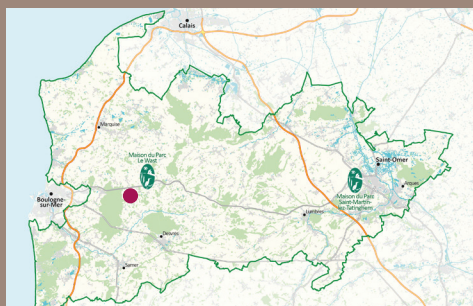 Calais
Marquise
Maison du Parc
Le Wast
Saint-Omer
Arques
Boulogne-
sur-Mer
Maison du Parc
Saint-Martin-
lez-Tatinghem
Lumbres
Desvres
Samer